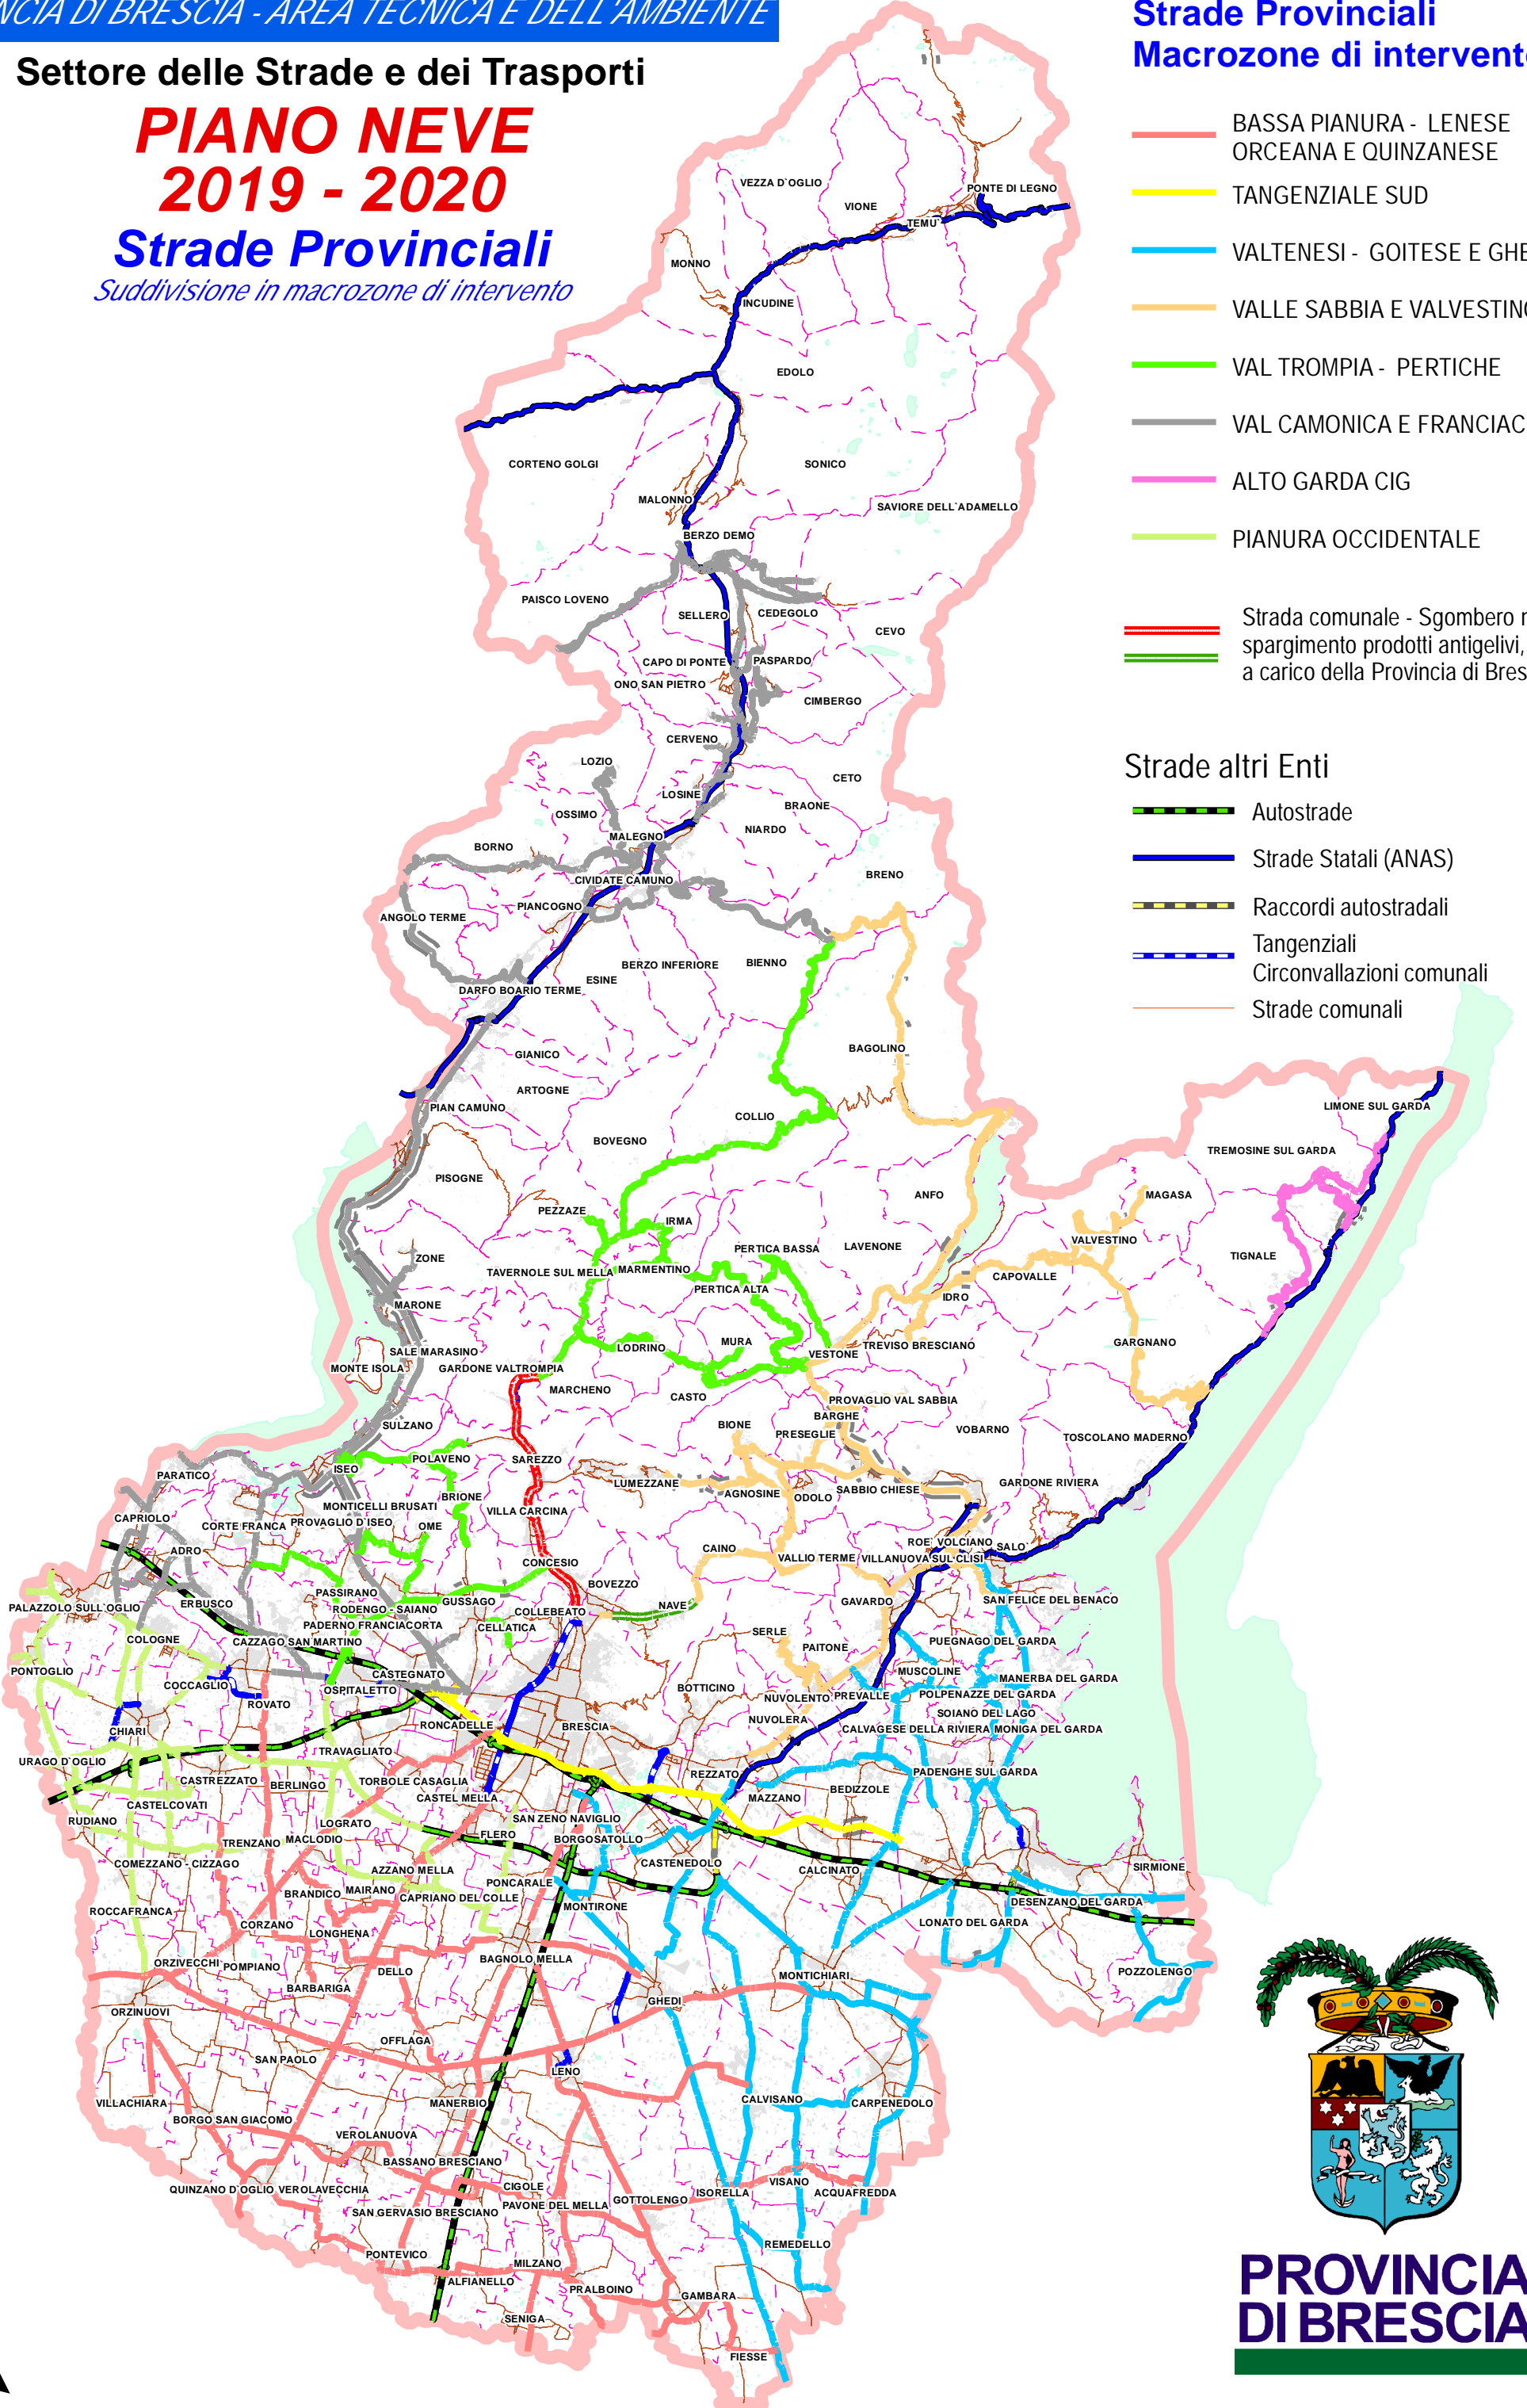 NCIA DI BRESCIA - AREA TECNICA E DELL'AMBIENTE
Settore delle Strade e dei Trasporti
PIANO NEVE
2019 - 2020
Strade Provinciali
Suddivisione in macrozone di intervento
Strade Provinciali
Macrozone di intervent
BASSA PIANURA - LENESE
ORCEANA E QUINZANESE
TANGENZIALE SUD
VALTENESI - GOITESE E GHE
VALLE SABBIA E VALVESTINO
VAL TROMPIA - PERTICHE
VAL CAMONICA E FRANCIAC
ALTO GARDA CIG
PIANURA OCCIDENTALE
Strada comunale - Sgombero
spargimento prodotti antigelivi,
a carico della Provincia di Bres
Strade altri Enti
Autostrade
Strade Statali (ANAS)
Raccordi autostradali
Tangenziali
Circonvallazioni comunali
Strade comunali
VEZZA D`OGLIO
PONTE DI LEGNO
VIONE
TEMU`
MONNO
INCUDINE
EDOLO
CORTENO GOLGI
SONICO
MALONNO
SAVIORE DELL`ADAMELLO
BERZO DEMO
PAISCO LOVENO
SELLERO
CEDEGOLO
CEVO
CAPO DI PONTE
PASPARDO
ONO SAN PIETRO
CIMBERGO
CERVENO
LOZIO
CETO
LOSINE
BRAONE
OSSIMO
NIARDO
MALEGNO
BORNO
BRENO
CIVIDATE CAMUNO
PIANCOGNO
ANGOLO TERME
BERZO INFERIORE
BIENNO
ESINE
DARFO BOARIO TERME
BAGOLINO
GIANICO
ARTOGNE
PIAN CAMUNO
COLLIO
LIMONE SUL GARDA
BOVEGNO
TREMOSINE SUL GARDA
PISOGNE
ANFO
MAGASA
PEZZAZE
IRMA
VALVESTINO
PERTICA BASSA
LAVENONE
ZONE
TIGNALE
TAVERNOLE SUL MELLA
MARMENTINO
CAPOVALLE
PERTICA ALTA
IDRO
MARONE
LODRINO
MURA
TREVISO BRESCIANO
GARGNANO
SALE MARASINO
VESTONE
MONTE ISOLA
GARDONE VALTROMPIA
MARCHENO
CASTO
PROVAGLIO VAL SABBIA
BARGHE
SULZANO
BIONE
PRESEGLIE
VOBARNO
TOSCOLANO MADERNO
POLAVENO
SAREZZO
ISEO
PARATICO
LUMEZZANE
GARDONE RIVIERA
AGNOSINE
ODOLO
SABBIO CHIESE
BRIONE
MONTICELLI BRUSATI
VILLA CARCINA
CAPRIOLO
CORTE FRANCA
PROVAGLIO D`ISEO
OME
ADRO
CAINO
ROE` VOLCIANO
SALO`
CONCESIO
VALLIO TERME
VILLANUOVA SUL CLISI
BOVEZZO
PASSIRANO
GUSSAGO
ERBUSCO
GAVARDO
SAN FELICE DEL BENACO
PALAZZOLO SULL`OGLIO
NAVE
RODENGO - SAIANO
COLLEBEATO
PADERNO FRANCIACORTA
CELLATICA
SERLE
COLOGNE
CAZZAGO SAN MARTINO
PAITONE
PUEGNAGO DEL GARDA
PONTOGLIO
CASTEGNATO
MUSCOLINE
MANERBA DEL GARDA
COCCAGLIO
OSPITALETTO
BOTTICINO
NUVOLENTO
PREVALLE
POLPENAZZE DEL GARDA
ROVATO
SOIANO DEL LAGO
NUVOLERA
RONCADELLE
BRESCIA
CALVAGESE DELLA RIVIERA
MONIGA DEL GARDA
CHIARI
TRAVAGLIATO
URAGO D`OGLIO
REZZATO
PADENGHE SUL GARDA
CASTREZZATO
BERLINGO
TORBOLE CASAGLIA
BEDIZZOLE
CASTEL MELLA
MAZZANO
CASTELCOVATI
RUDIANO
LOGRATO
SAN ZENO NAVIGLIO
FLERO
BORGOSATOLLO
TRENZANO
MACLODIO
COMEZZANO - CIZZAGO
AZZANO MELLA
CASTENEDOLO
CALCINATO
SIRMIONE
PONCARALE
BRANDICO
MAIRANO
CAPRIANO DEL COLLE
MONTIRONE
DESENZANO DEL GARDA
ROCCAFRANCA
CORZANO
LONATO DEL GARDA
LONGHENA
BAGNOLO MELLA
ORZIVECCHI
POMPIANO
DELLO
MONTICHIARI
POZZOLENGO
BARBARIGA
GHEDI
ORZINUOVI
OFFLAGA
SAN PAOLO
LENO
VILLACHIARA
MANERBIO
CALVISANO
CARPENEDOLO
BORGO SAN GIACOMO
VEROLANUOVA
BASSANO BRESCIANO
VISANO
QUINZANO D`OGLIO
VEROLAVECCHIA
CIGOLE
ISORELLA
ACQUAFREDDA
GOTTOLENGO
PAVONE DEL MELLA
SAN GERVASIO BRESCIANO
REMEDELLO
PONTEVICO
MILZANO
ALFIANELLO
PRALBOINO
GAMBARA
SENIGA
FIESSE
PROVINCIA
DI BRESCIA